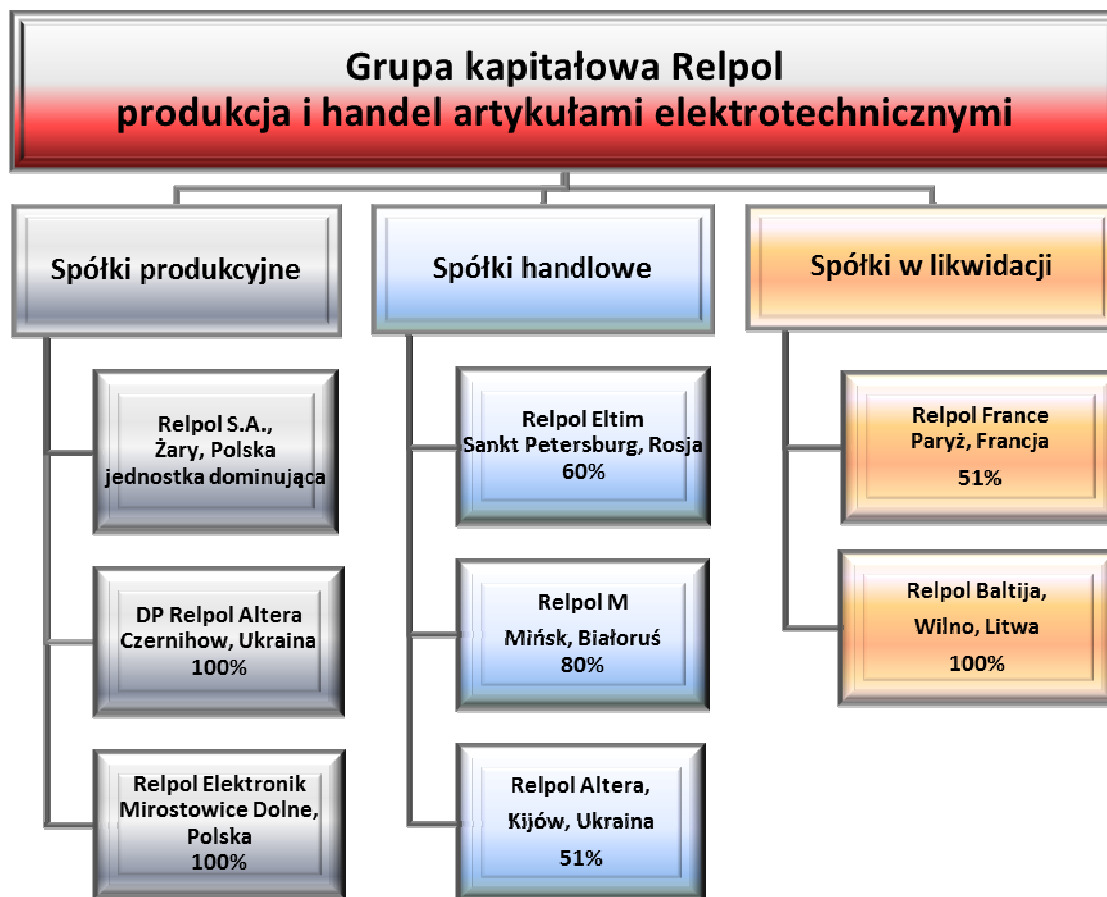 Grupa kapitałowa Relpol
produkcja i handel artykułami elektrotechnicznymi
Spółki produkcyjne
Relpol S.A.,
Żary, Polska
jednostka dominująca
DP Relpol Altera
Czernihow, Ukraina
100%
Relpol Elektronik
Mirostowice Dolne,
Polska
100%
Spółki handlowe
Relpol Eltim
Sankt Petersburg, Rosja
60%
Relpol M
Mińsk, Białoruś
80%
Relpol Altera,
Kijów, Ukraina
51%
Spółki w likwidacji
Relpol France
Paryż, Francja
51%
Relpol Baltija,
Wilno, Litwa
100%